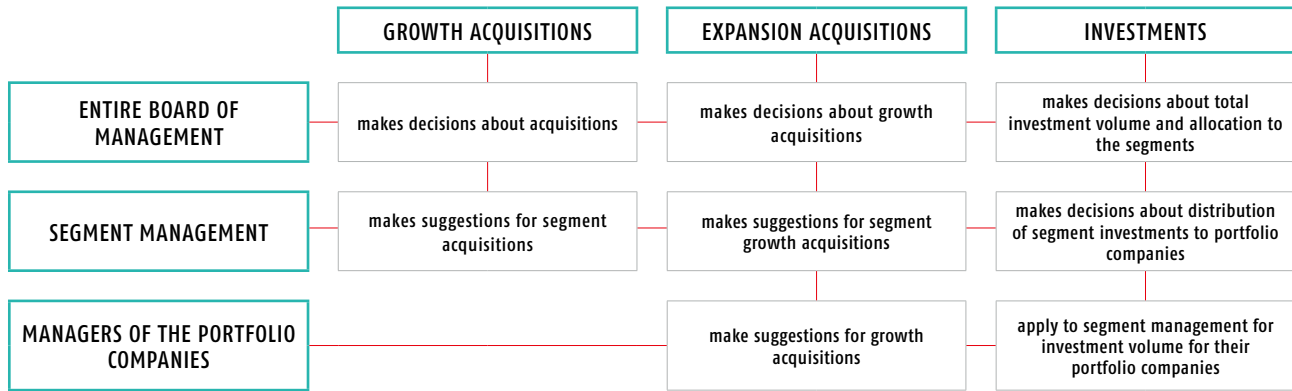 GROWTH ACQUISITIONS
EXPANSION ACQUISITIONS
INVESTMENTS
ENTIRE BOARD OF
MANAGEMENT
makes decisions about acquisitions
makes decisions about growth
acquisitions
makes decisions about total
investment volume and allocation to
the segments
SEGMENT MANAGEMENT
makes suggestions for segment
acquisitions
makes suggestions for segment
growth acquisitions
makes decisions about distribution
of segment investments to portfolio
companies
MANAGERS OF THE PORTFOLIO
COMPANIES
make suggestions for growth
acquisitions
apply to segment management for
investment volume for their
portfolio companies